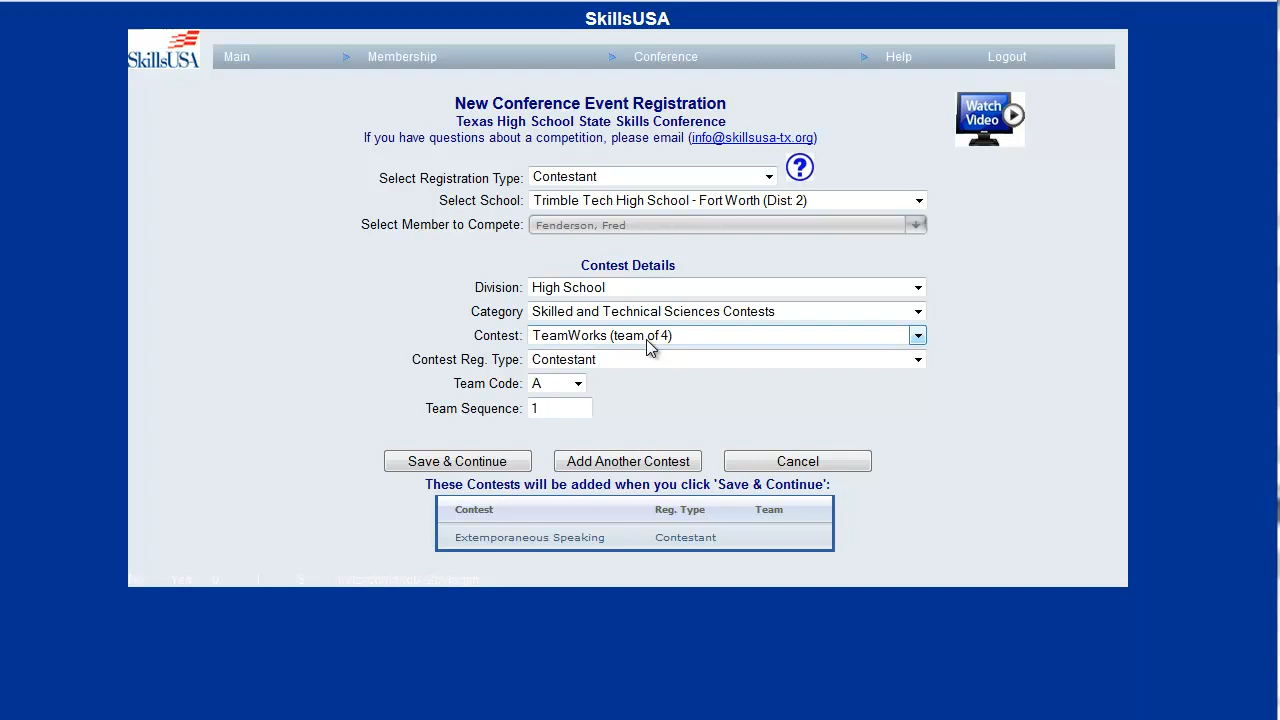 SkillsUSA
SkillsUSA
Main Membership Conference Help Logout
New Conference Event Registration
Texas High School State Skills Conference
If you have questions about a competition, please email (info@skillsusa-tx.org)
Watch
Video
Select Registration Type: Contestant ?
Select School: Trimble Tech High School - Fort Worth (Dist: 2)
Select Member to Compete: Fenderson, Fred
Contest Details
Division: High School
Category Skilled and Technical Sciences Contests
Contest: TeamWorks (team of 4)
Contest Reg. Type: Contestant
Team Code: A
Team Sequence: 1
Save & Continue Add Another Contest Cancel
These Contests will be added when you click 'Save & Continue':
Contest Reg. Type Team
Extemporaneous Speaking Contestant